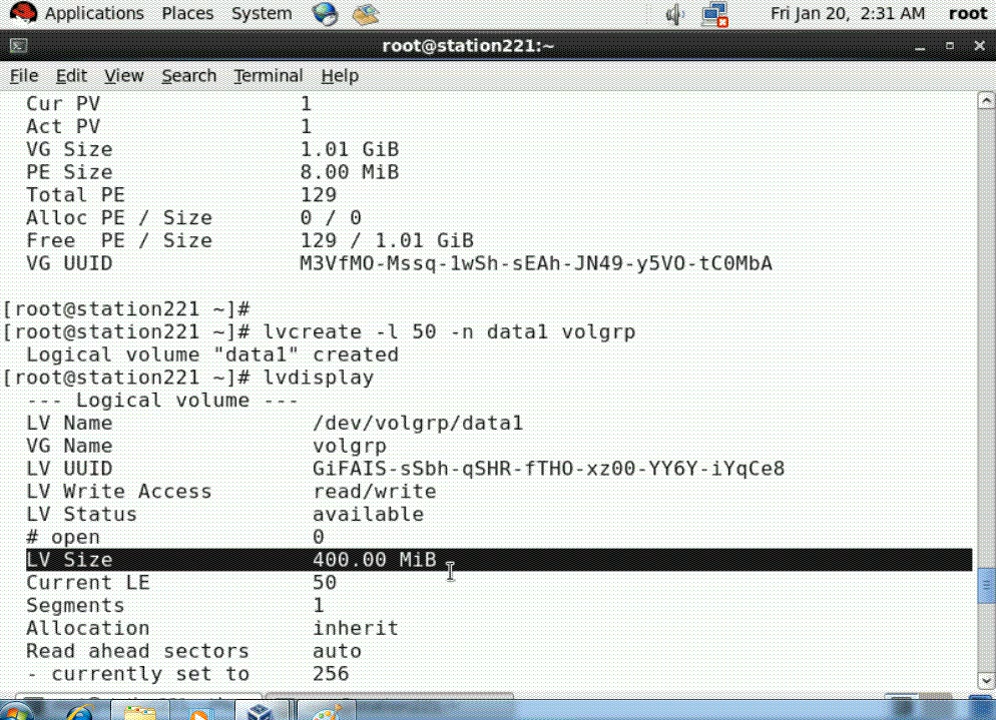 Applications Places System Fri Jan 20, 2:31 AM root
root@station221:~
File Edit View Search Terminal Help
Cur PV 1
Act PV 1
VG Size 1.01 GiB
PE Size 8.00 MiB
Total PE 129
Alloc PE / Size 0 / 0
Free PE / Size 129 / 1.01 GiB
VG UUID M3VfMO-Mssq-1wSh-sEAh-JN49-y5VO-tC0MbA
[root@station221 ~]#
[root@station221 ~]# lvcreate -l 50 -n data1 volgrp
Logical volume "data1" created
[root@station221 ~]# lvdisplay
--- Logical volume ---
LV Name /dev/volgrp/data1
VG Name volgrp
LV UUID GiFAIS-sSbh-qSHR-fTHO-xz00-YY6Y-iYqCe8
LV Write Access read/write
LV Status available
# open 0
LV Size 400.00 MiB
Current LE 50
Segments 1
Allocation inherit
Read ahead sectors auto
- currently set to 256